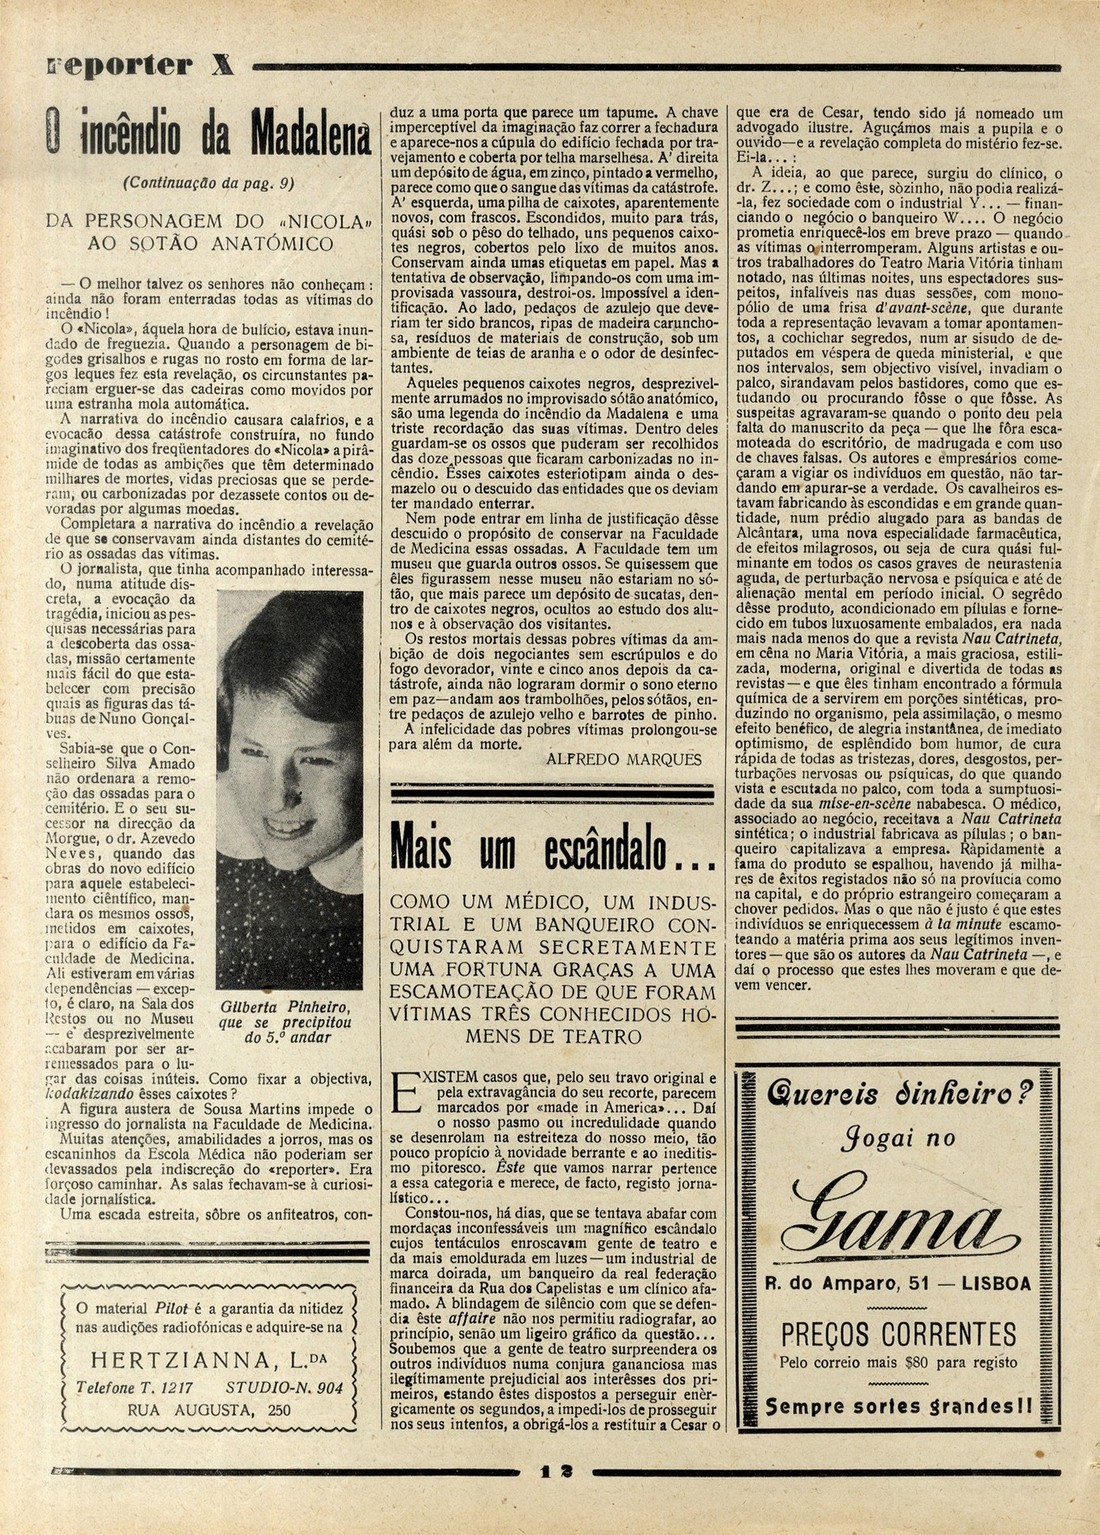 reporter X
O incêndio da Madalena
(Continuação da pag. 9)
DA PERSONAGEM DO «NICOLA»
AO SOTÃO ANATÓMICO
— O melhor talvez os senhores não conheçam:
ainda não foram enterradas todas as vítimas do
incêndio!
O «Nicola», áquela hora de bulício, estava inun-
dado de freguezia. Quando a personagem de bi-
godes grisalhos e rugas no rosto em forma de lar-
gos leques fez esta revelação, os circunstantes pa-
reciam erguer-se das cadeiras como movidos por
uma estranha mola automática.
A narrativa do incêndio causara calafrios, e a
evocacão dessa catástrofe construíra, no fundo
imaginativo dos freqüentadores do «Nicola» a pirâ-
mide de todas as ambições que têm determinado
milhares de mortes, vidas preciosas que se perde-
ram, ou carbonizadas por dezassete contos ou de-
voradas por algumas moedas.
Completara a narrativa do incêndio a revelação
de que se conservavam ainda distantes do cemité-
rio as ossadas das vítimas.
O jornalista, que tinha acompanhado interessa-
do, numa atitude dis-
creta, a evocação da
tragédia, iniciou as pes-
quisas necessárias para
a descoberta das ossa-
das, missão certamente
mais fácil do que esta-
belecer com precisão
quais as figuras das tá-
buas de Nuno Gonçal-
ves.
Sabia-se que o Con-
selheiro Silva Amado
não ordenara a remo-
ção das ossadas para o
cemitério. E o seu su-
cessor na direcção da
Morgue, o dr. Azevedo
Neves, quando das
obras do novo edifício
para aquele estabeleci-
mento ciêntífico, man-
dara os mesmos ossos,
metidos em caixotes,
para o edifício da Fa-
culdade de Medicina.
Ali estiveram em várias
dependências — excep-
to, é claro, na Sala dos
Restos ou no Museu
— e desprezivelmente
acabaram por ser ar-
remessados para o lu-
gar das coisas inúteis. Como fixar a objectiva,
kodakizando êsses caixotes?
A figura austera de Sousa Martins impede o
ingresso do jornalista na Faculdade de Medicina.
Muitas atenções, amabilidades a jorros, mas os
escaninhos da Escola Médica não poderiam ser
devassados pela indiscreção do «reporter». Era
forçoso caminhar. As salas fechavam-se à curiosi-
dade jornalística.
Uma escada estreita, sôbre os anfiteatros, con-
Gilberta Pinheiro,
que se precipitou
do 5.º andar
O material Pilot é a garantia da nitidez
nas audições radiofónicas e adquire-se na
HERTZIANNA, L.DA
Telefone T. 1217 STUDIO-N. 904
RUA AUGUSTA, 250
duz a uma porta que parece um tapume. A chave
imperceptível da imaginação faz correr a fechadura
e aparece-nos a cúpula do edifício fechada por tra-
vejamento e coberta por telha marselhesa. A' direita
um depósito de água, em zinco, pintado a vermelho,
parece como que o sangue das vítimas da catástrofe.
A' esquerda, uma pilha de caixotes, aparentemente
novos, com frascos. Escondidos, muito para trás,
quási sob o pêso do telhado, uns pequenos caixo-
tes negros, cobertos pelo lixo de muitos anos.
Conservam ainda umas etiquetas em papel. Mas a
tentativa de observação, limpando-os com uma im-
provisada vassoura, destroi-os. Impossível a iden-
tificação. Ao lado, pedaços de azulejo que deve-
riam ter sido brancos, ripas de madeira caruncho-
sa, resíduos de materiais de construção, sob um
ambiente de teias de aranha e o odor de desinfec-
tantes.
Aqueles pequenos caixotes negros, desprezivel-
mente arrumados no improvisado sótão anatómico,
são uma legenda do incêndio da Madalena e uma
triste recordação das suas vítimas. Dentro deles
guardam-se os ossos que puderam ser recolhidos
das doze pessoas que ficaram carbonizadas no in-
cêndio. Êsses caixotes esteriotipam ainda o des-
mazelo ou o descuido das entidades que os deviam
ter mandado enterrar.
Nem pode entrar em linha de justificação dêsse
descuido o propósito de conservar na Faculdade
de Medicina essas ossadas. A Faculdade tem um
museu que guarda outros ossos. Se quisessem que
êles figurassem nesse museu não estariam no só-
tão, que mais parece um depósito de sucatas, den-
tro de caixotes negros, ocultos ao estudo dos alu-
nos e à observação dos visitantes.
Os restos mortais dessas pobres vítimas da am-
bição de dois negociantes sem escrúpulos e do
fogo devorador, vinte e cinco anos depois da ca-
tástrofe, ainda não lograram dormir o sono eterno
em paz—andam aos trambolhões, pelos sótãos, en-
tre pedaços de azulejo velho e barrotes de pinho.
A infelicidade das pobres vítimas prolongou-se
para além da morte.
ALFREDO MARQUES
Mais um escândalo...
COMO UM MÉDICO, UM INDUS-
TRIAL E UM BANQUEIRO CON-
QUISTARAM SECRETAMENTE
UMA FORTUNA GRAÇAS A UMA
ESCAMOTEAÇÃO DE QUE FORAM
VÍTIMAS TRÊS CONHECIDOS HO-
MENS DE TEATRO
EXISTEM casos que, pelo seu travo original e
pela extravagância do seu recorte, parecem
marcados por «made in America»... Daí
o nosso pasmo ou incredulidade quando
se desenrolam na estreiteza do nosso meio, tão
pouco propício à novidade berrante e ao ineditis-
mo pitoresco. Êste que vamos narrar pertence
a essa categoria e merece, de facto, registo jorna-
lístico...
Constou-nos, há dias, que se tentava abafar com
mordaças inconfessáveis um magnífico escândalo
cujos tentáculos enroscavam gente de teatro e
da mais emoldurada em luzes — um industrial de
marca doirada, um banqueiro da real federação
financeira da Rua dos Capelistas e um clínico afa-
mado. A blindagem de silêncio com que se defen-
dia êste affaire não nos permitiu radiografar, ao
princípio, senão um ligeiro gráfico da questão...
Soubemos que a gente de teatro surpreendera os
outros indivíduos numa conjura gananciosa mas
ilegítimamente prejudicial aos interêsses dos pri-
meiros, estando êstes dispostos a perseguir enèr-
gicamente os segundos, a impedi-los de prosseguir
nos seus intentos, a obrigá-los a restituir a Cesar o
que era de Cesar, tendo sido já nomeado um
advogado ilustre. Aguçámos mais a pupila e o
ouvido—e a revelação completa do mistério fez-se.
Ei-la... :
A ideia, ao que parece, surgiu do clínico, o
dr. Z...; e como êste, sòzinho, não podia realizá-
-la, fez sociedade com o industrial Y... — finan-
ciando o negócio o banqueiro W.... O negócio
prometia enriquecê-los em breve prazo — quando
as vítimas o interromperam. Alguns artistas e ou-
tros trabalhadores do Teatro Maria Vitória tinham
notado, nas últimas noites, uns espectadores sus-
peitos, infalíveis nas duas sessões, com mono-
pólio de uma frisa d'avant-scène, que durante
toda a representação levavam a tomar apontamen-
tos, a cochichar segredos, num ar sisudo de de-
putados em véspera de queda ministerial, e que
nos intervalos, sem objectivo visível, invadiam o
palco, sirandavam pelos bastidores, como que es-
tudando ou procurando fôsse o que fôsse. As
suspeitas agravaram-se quando o ponto deu pela
falta do manuscrito da peça — que lhe fôra esca-
moteada do escritório, de madrugada e com uso
de chaves falsas. Os autores e empresários come-
çaram a vigiar os indivíduos em questão, não tar-
dando em apurar-se a verdade. Os cavalheiros es-
tavam fabricando às escondidas e em grande quan-
tidade, num prédio alugado para as bandas de
Alcântara, uma nova especialidade farmacêutica,
de efeitos milagrosos, ou seja de cura quási ful-
minante em todos os casos graves de neurastenia
aguda, de perturbação nervosa e psíquica e até de
alienação mental em período inicial. O segrêdo
dêsse produto, acondicionado em pílulas e forne-
cido em tubos luxuosamente embalados, era nada
mais nada menos do que a revista Nau Catrineta,
em cêna no Maria Vitória, a mais graciosa, estili-
zada, moderna, original e divertida de todas as
revistas — e que êles tinham encontrado a fórmula
química de a servirem em porções sintéticas, pro-
duzindo no organismo, pela assimilação, o mesmo
efeito benéfico, de alegria instantânea, de imediato
optimismo, de esplêndido bom humor, de cura
rápida de todas as tristezas, dores, desgostos, per-
turbações nervosas ou psíquicas, do que quando
vista e escutada no palco, com toda a sumptuosi-
dade da sua mise-en-scène nababesca. O médico,
associado ao negócio, receitava a Nau Catrineta
sintética; o industrial fabricava as pílulas; o ban-
queiro capitalizava a empresa. Ràpidamente a
fama do produto se espalhou, havendo já milha-
res de êxitos registados não só na província como
na capital, e do próprio estrangeiro começaram a
chover pedidos. Mas o que não é justo é que estes
indivíduos se enriquecessem à la minute escamo-
teando a matéria prima aos seus legítimos inven-
tores — que são os autores da Nau Catrineta —, e
daí o processo que estes lhes moveram e que de-
vem vencer.
Quereis dinheiro?
Jogai no
Gama
R. do Amparo, 51 — LISBOA
PREÇOS CORRENTES
Pelo correio mais $80 para registo
Sempre sortes grandes!!
12